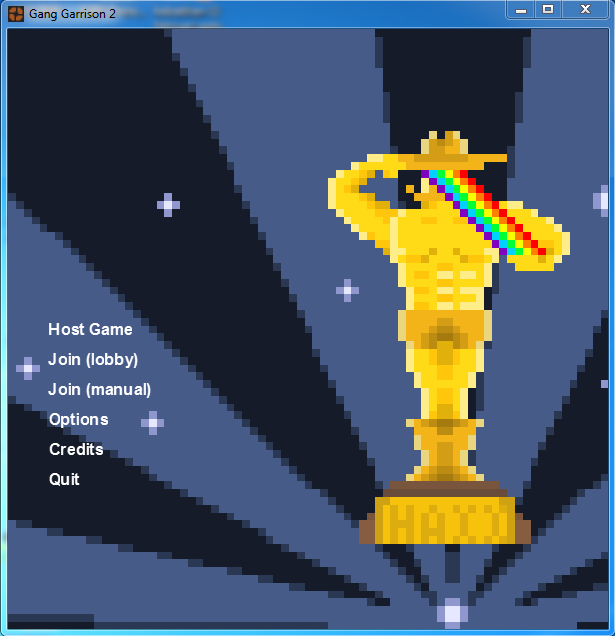 Gang Garrison 2
Host Game
Join (lobby)
Join (manual)
Options
Credits
Quit